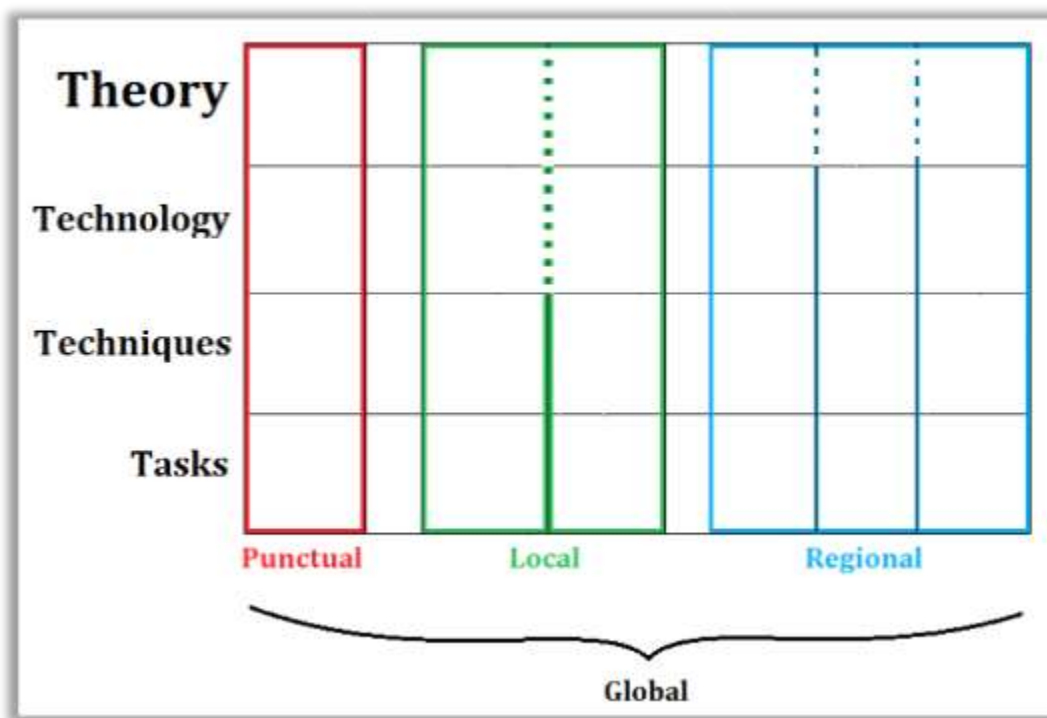 Theory
Technology
Techniques
Tasks
Punctual Local Regional
Global